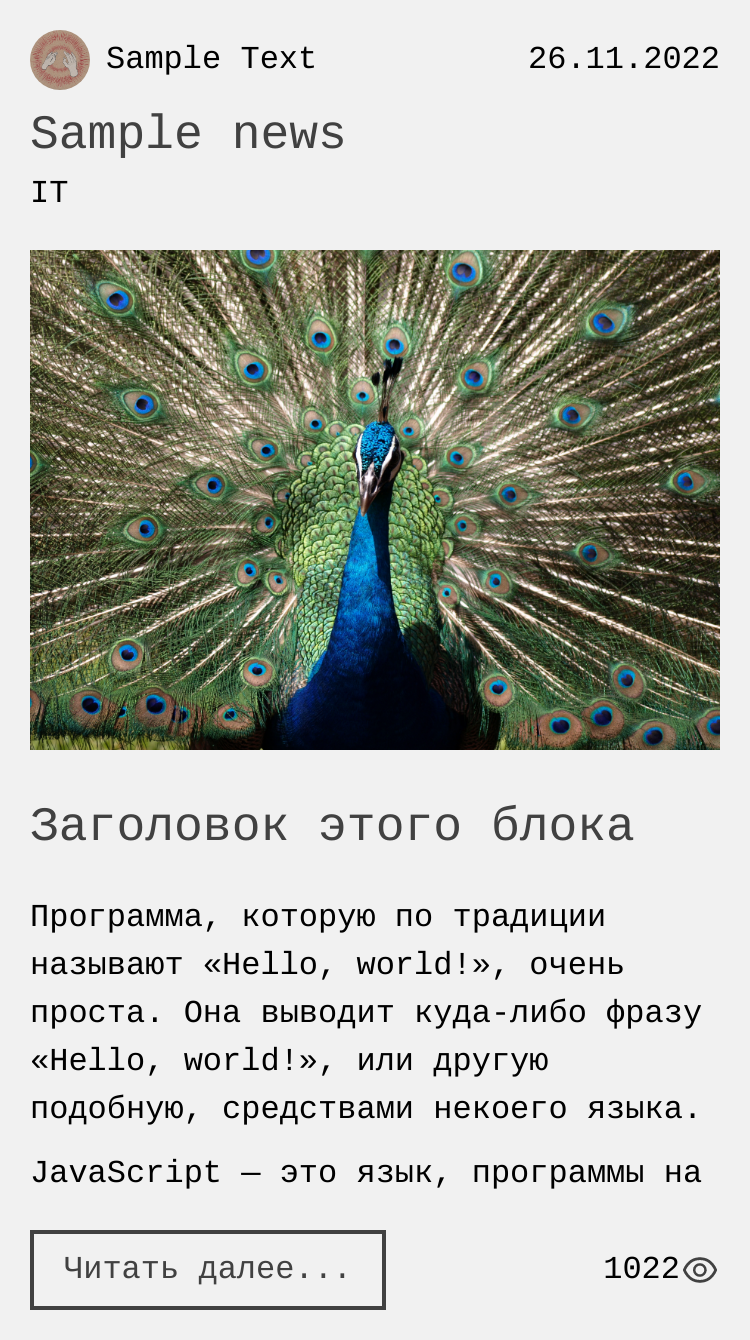 Sample Text 26.11.2022
Sample news
IT
Заголовок этого блока
Программа, которую по традиции
называют «Hello, world!», очень
проста. Она выводит куда-либо фразу
«Hello, world!», или другую
подобную, средствами некоего языка.
JavaScript — это язык, программы на
Читать далее... 1022